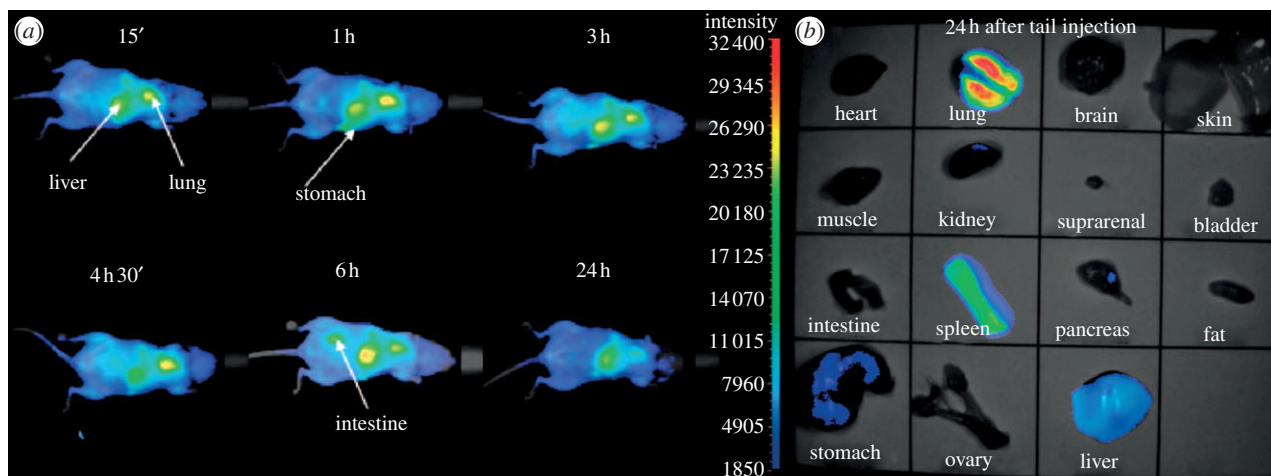 (a)
15′
1 h
3 h
liver
lung
stomach
4 h 30′
6 h
24 h
intestine
intensity
32 400
29 345
26 290
23 235
20 180
17 125
14 070
11 015
7960
4905
1850
(b)
24 h after tail injection
heart
lung
brain
skin
muscle
kidney
suprarenal
bladder
intestine
spleen
pancreas
fat
stomach
ovary
liver